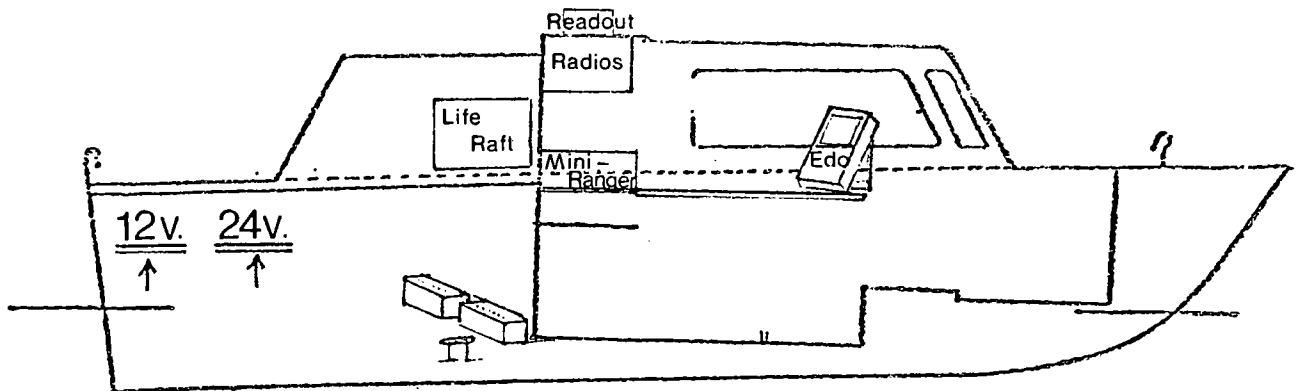 Readout
Radios
Life
Raft
Mini-
Ranger
Edo
12v. 24v.